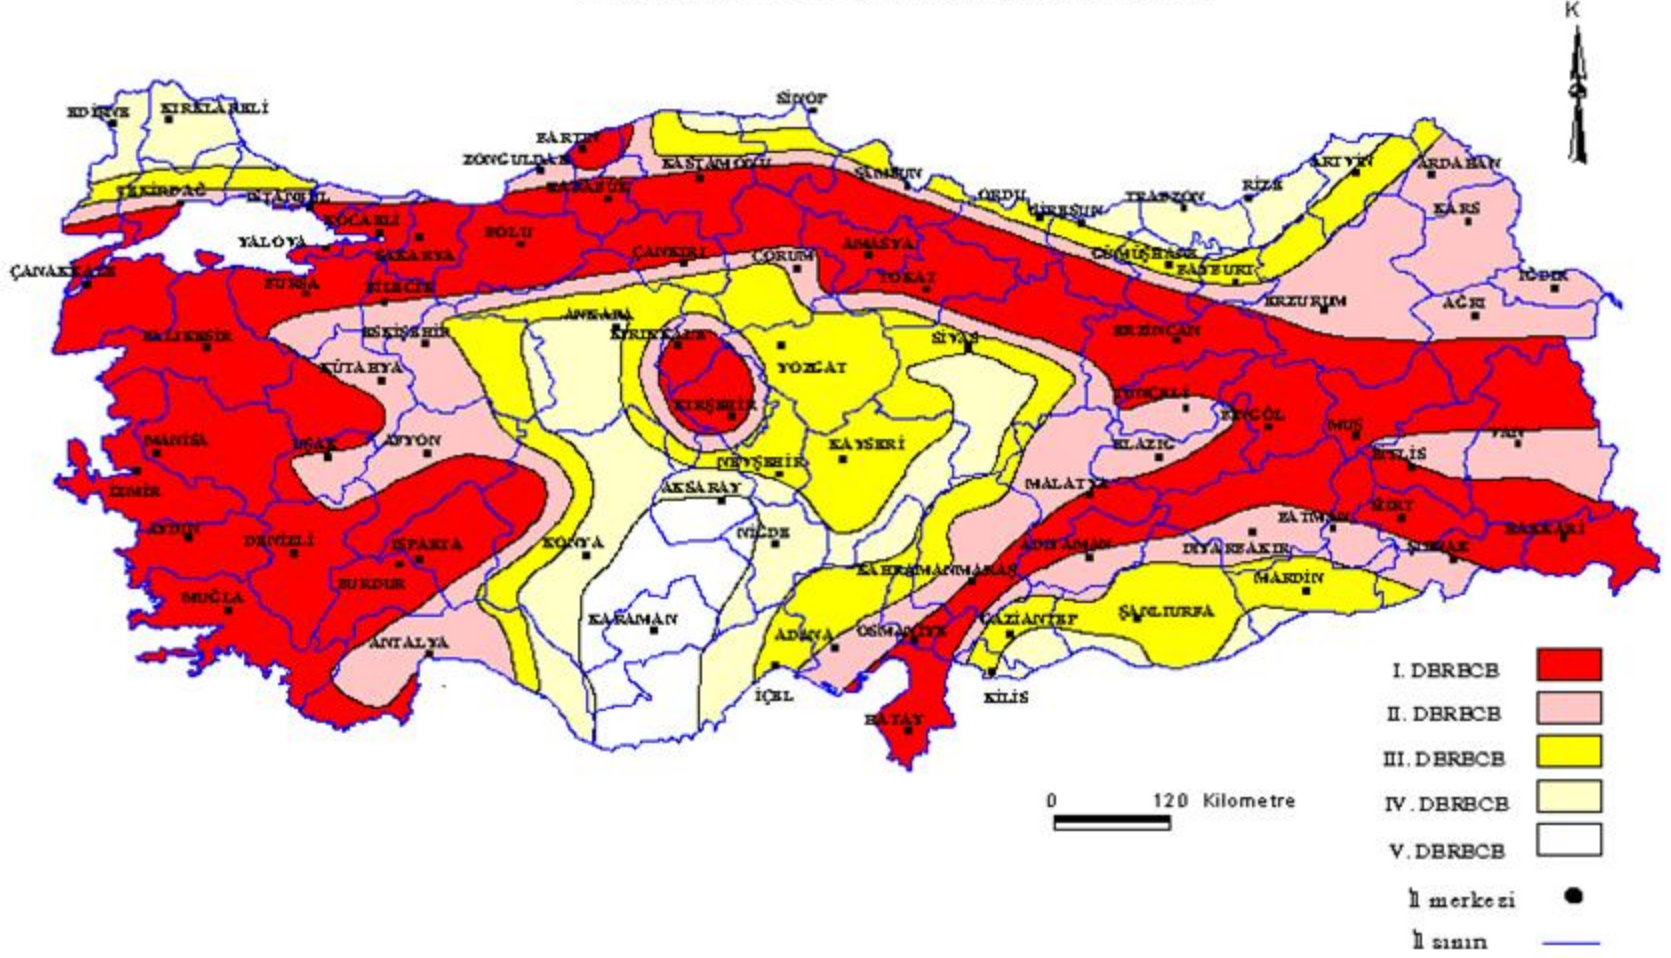 K
SİNOP
EDİRNE
KIRKLARELİ
BARTIN
ZONGULDAK
KASTAMONU
ARTVİN
ARDAHAN
TEKİRDAĞ
İSTANBUL
KARABÜK
SAMSUN
ORDU
GİRESUN
TRABZON
RİZE
KARS
KOCAELİ
YALOVA
SAKARYA
BOLU
ÇANKIRI
ÇORUM
AMASYA
TOKAT
GÜMÜŞHANE
BAYBURT
ÇANAKKALE
BURSA
BİLECİK
ERZURUM
AĞRI
IĞDIR
BALIKESİR
ESKİŞEHİR
ANKARA
KIRIKKALE
SİVAS
ERZİNCAN
KÜTAHYA
YOZGAT
TUNCELİ
KIRŞEHİR
BİNGÖL
MUŞ
VAN
MANİSA
UŞAK
AFYON
KAYSERİ
ELAZIĞ
BİTLİS
NEVŞEHİR
İZMİR
AKSARAY
MALATYA
SİİRT
AYDIN
DENİZLİ
ISPARTA
KONYA
NİĞDE
ADIYAMAN
DİYARBAKIR
BATMAN
ŞIRNAK
HAKKARİ
BURDUR
KAHRAMANMARAŞ
MARDİN
MUĞLA
KARAMAN
ANTALYA
ADANA
OSMANİYE
GAZİANTEP
ŞANLIURFA
İÇEL
KİLİS
HATAY
I. DBRBCB
II. DBRBCB
III. DBRBCB
IV. DBRBCB
V. DBRBCB
0 120 Kilometre
İl merkezi
İl sınırı